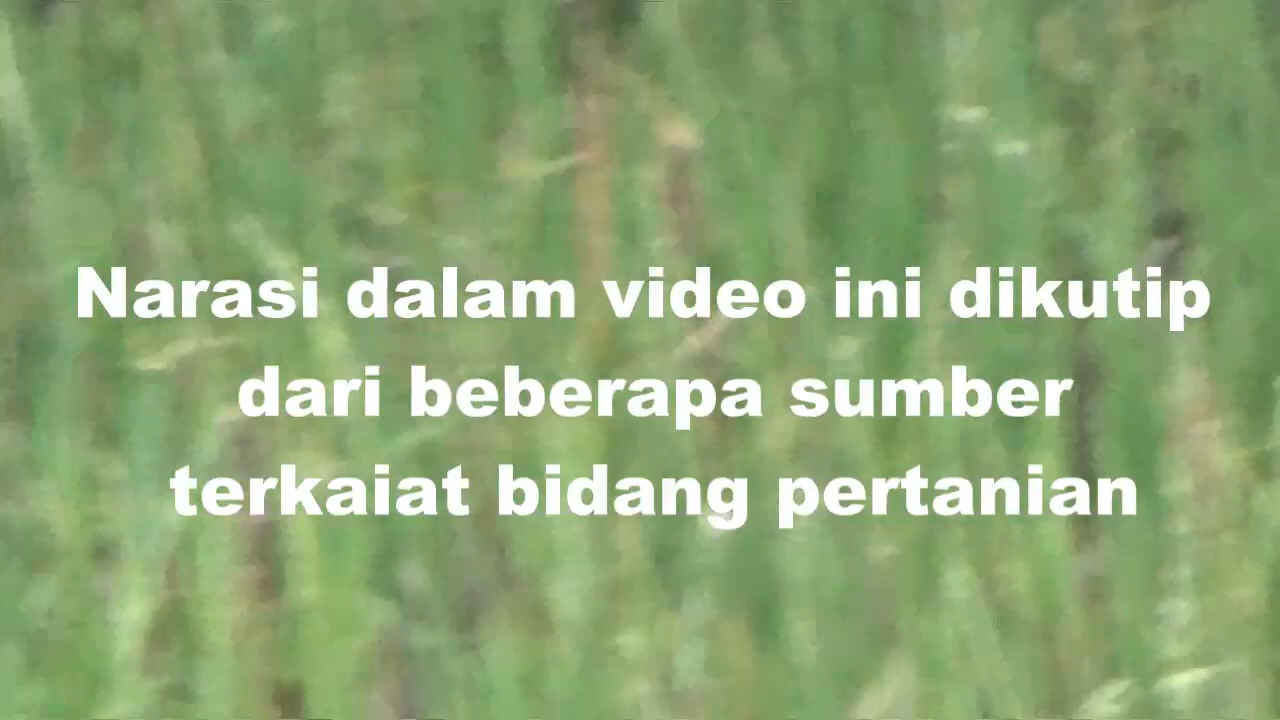 Narasi dalam video ini dikutip
dari beberapa sumber
terkaiat bidang pertanian